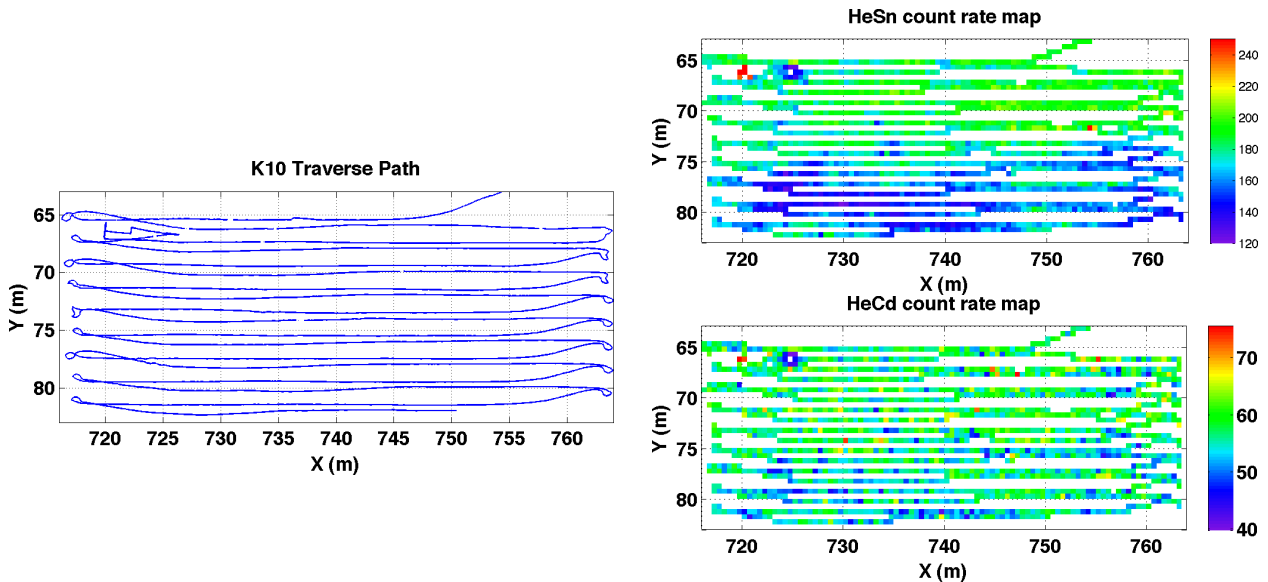 K10 Traverse Path
65
70
75
80
Y (m)
720 725 730 735 740 745 750 755 760
X (m)
HeSn count rate map
65
70
75
80
Y (m)
720 730 740 750 760
X (m)
240
220
200
180
160
140
120
HeCd count rate map
65
70
75
80
Y (m)
720 730 740 750 760
X (m)
70
60
50
40